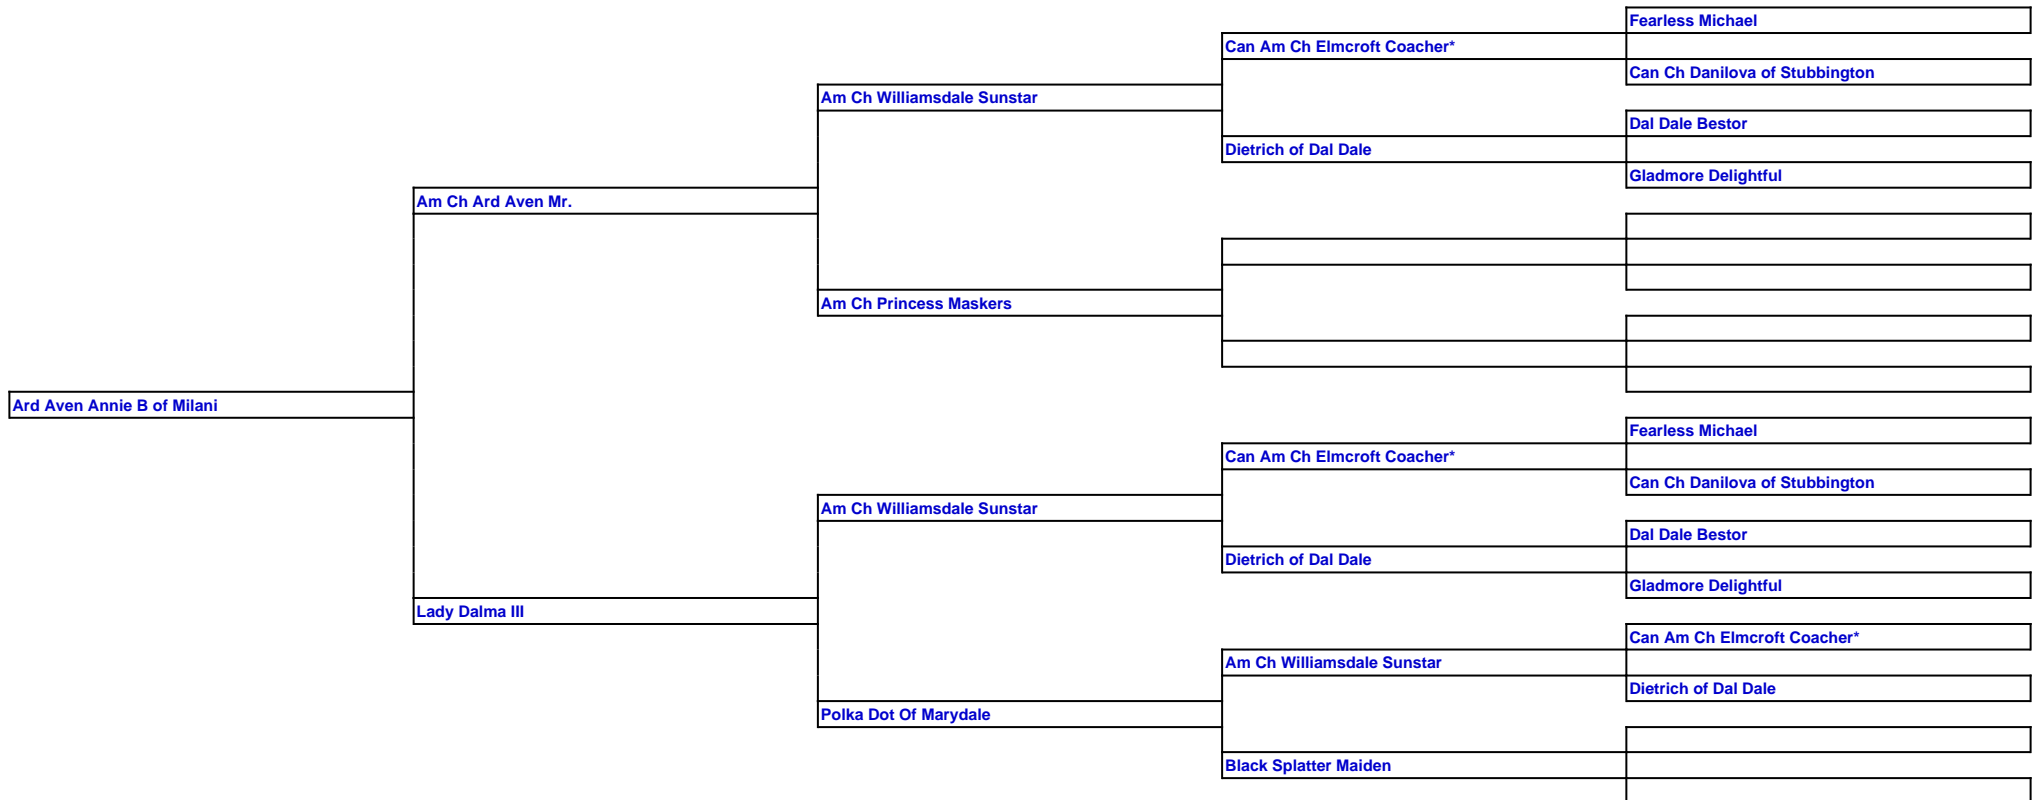 Fearless Michael
Can Am Ch Elmcroft Coacher*
Can Ch Danilova of Stubbington
Am Ch Williamsdale Sunstar
Dal Dale Bestor
Dietrich of Dal Dale
Gladmore Delightful
Am Ch Ard Aven Mr.
Am Ch Princess Maskers
Ard Aven Annie B of Milani
Fearless Michael
Can Am Ch Elmcroft Coacher*
Can Ch Danilova of Stubbington
Am Ch Williamsdale Sunstar
Dal Dale Bestor
Dietrich of Dal Dale
Gladmore Delightful
Lady Dalma III
Can Am Ch Elmcroft Coacher*
Am Ch Williamsdale Sunstar
Dietrich of Dal Dale
Polka Dot Of Marydale
Black Splatter Maiden